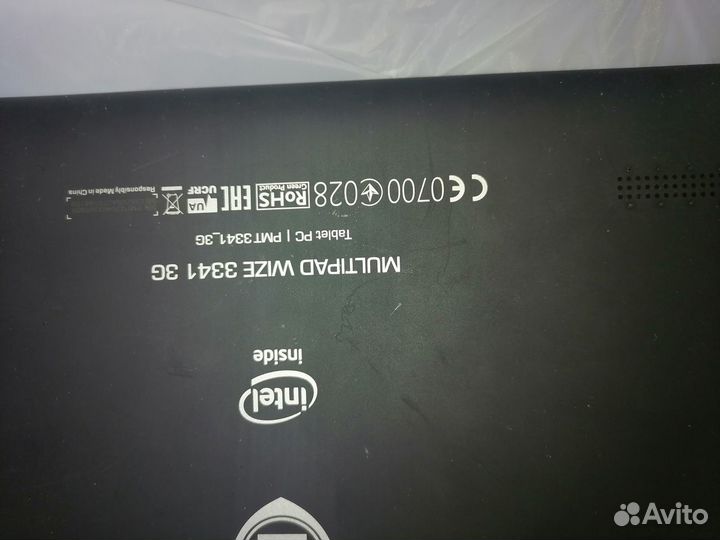 intel
inside
MULTIPAD WIZE 3341 3G
Tablet PC | PMT3341_3G
CE0700 028 RoHS EAC UA
Green Product
UCRF
Responsibly Made in China
Avito